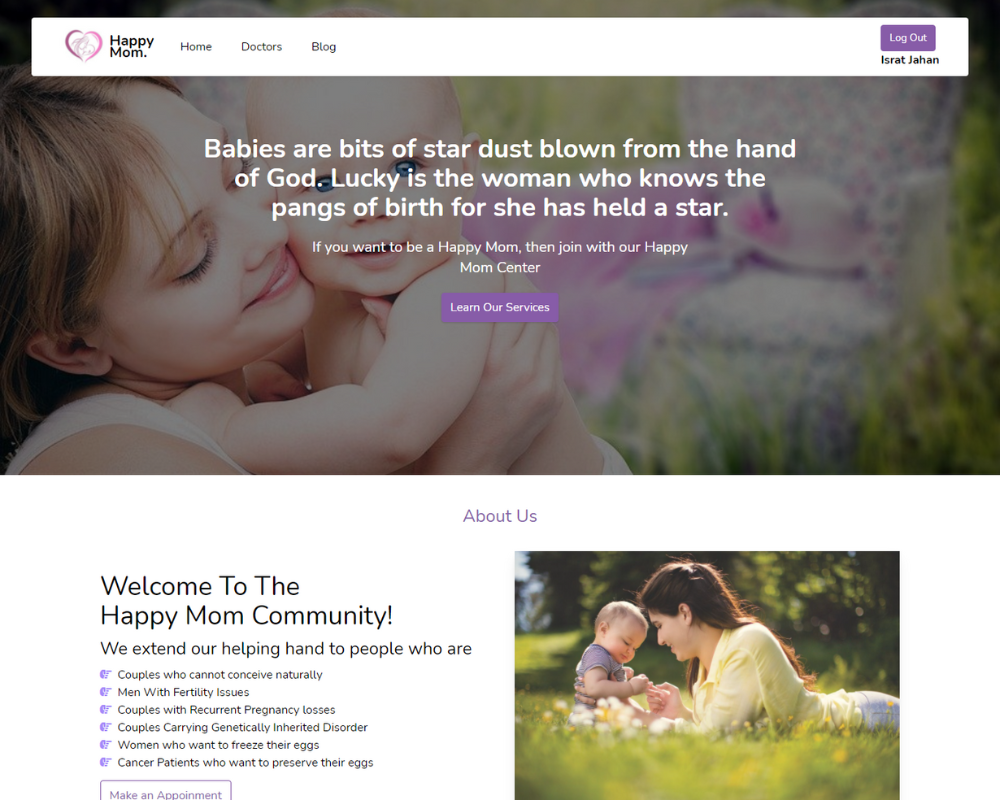 Happy
Mom.
Home
Doctors
Blog
Log Out
Israt Jahan
Babies are bits of star dust blown from the hand
of God. Lucky is the woman who knows the
pangs of birth for she has held a star.
If you want to be a Happy Mom, then join with our Happy
Mom Center
Learn Our Services
About Us
Welcome To The
Happy Mom Community!
We extend our helping hand to people who are
Couples who cannot conceive naturally
Men With Fertility Issues
Couples with Recurrent Pregnancy losses
Couples Carrying Genetically Inherited Disorder
Women who want to freeze their eggs
Cancer Patients who want to preserve their eggs
Make an Appoinment